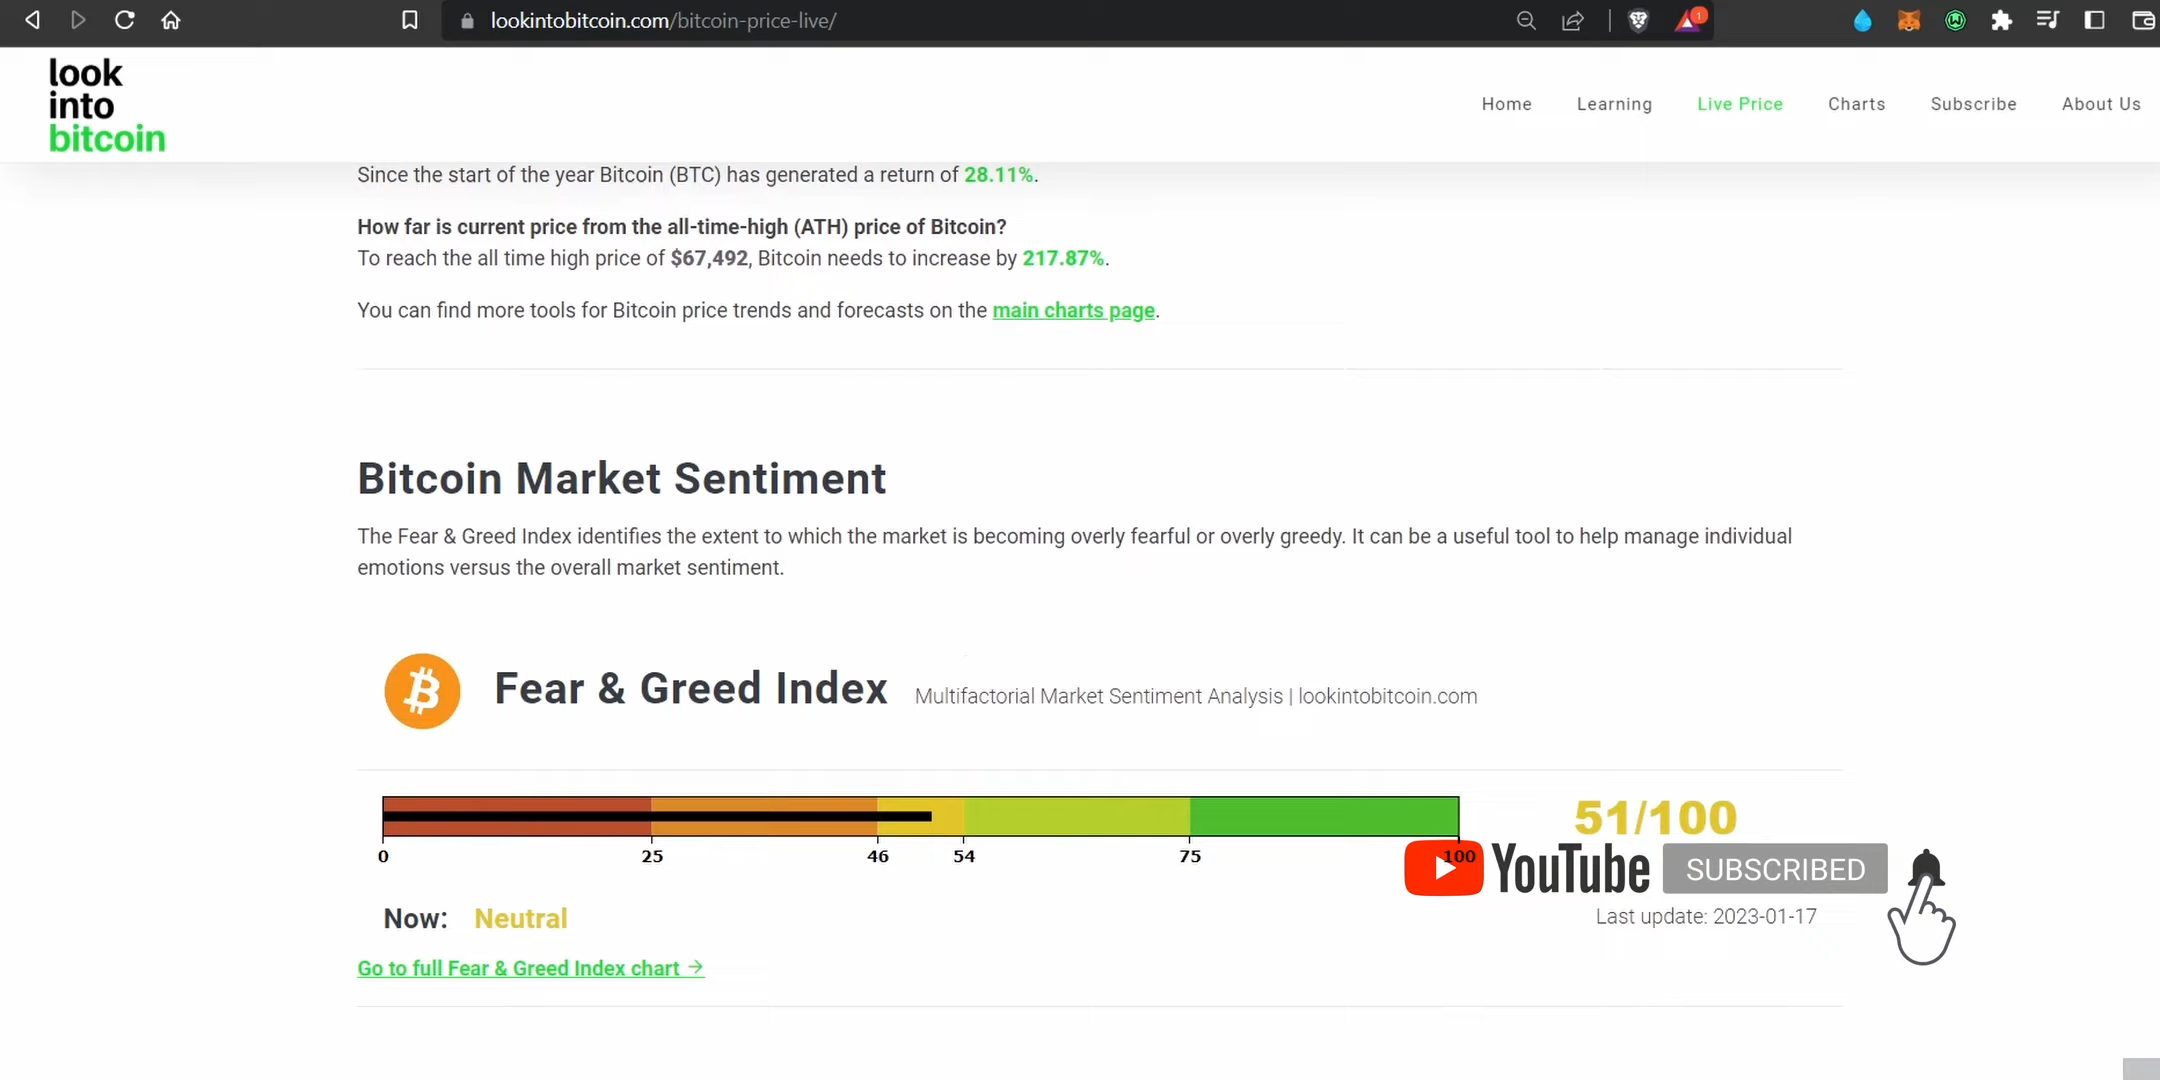 lookintobitcoin.com/bitcoin-price-live/
1
look
into
bitcoin
Home Learning Live Price Charts Subscribe About Us
Since the start of the year Bitcoin (BTC) has generated a return of 28.11%.
How far is current price from the all-time-high (ATH) price of Bitcoin?
To reach the all time high price of $67,492, Bitcoin needs to increase by 217.87%.
You can find more tools for Bitcoin price trends and forecasts on the main charts page.
Bitcoin Market Sentiment
The Fear & Greed Index identifies the extent to which the market is becoming overly fearful or overly greedy. It can be a useful tool to help manage individual
emotions versus the overall market sentiment.
Fear & Greed Index Multifactorial Market Sentiment Analysis | lookintobitcoin.com
51/100
0 25 46 54 75 100
YouTube SUBSCRIBED
Now: Neutral
Last update: 2023-01-17
Go to full Fear & Greed Index chart →